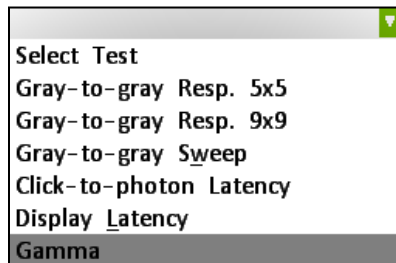 Select Test
Gray-to-gray Resp. 5x5
Gray-to-gray Resp. 9x9
Gray-to-gray Sweep
Click-to-photon Latency
Display Latency
Gamma